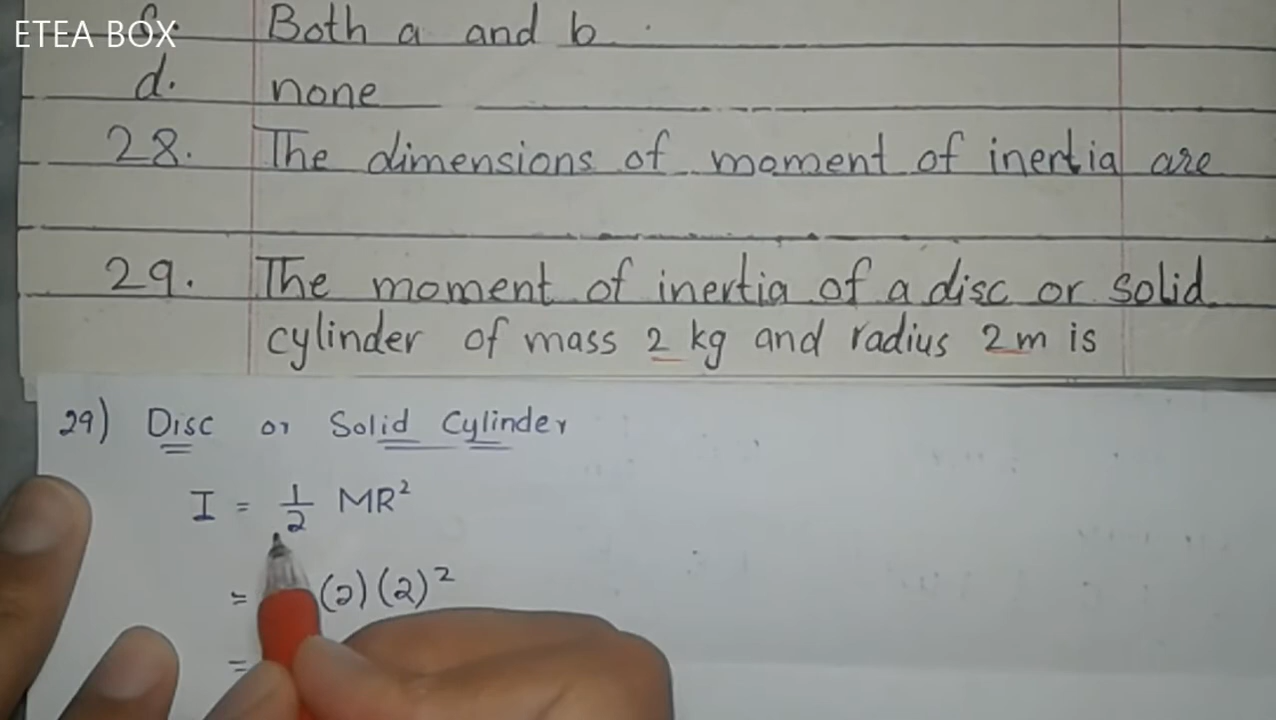 ETEA BOX
c. Both a and b
d. none
28. The dimensions of moment of inertia are
29. The moment of inertia of a disc or solid
cylinder of mass 2 kg and radius 2 m is
29) Disc or Solid Cylinder
I = 1/2 MR²
= (2)(2)²
=